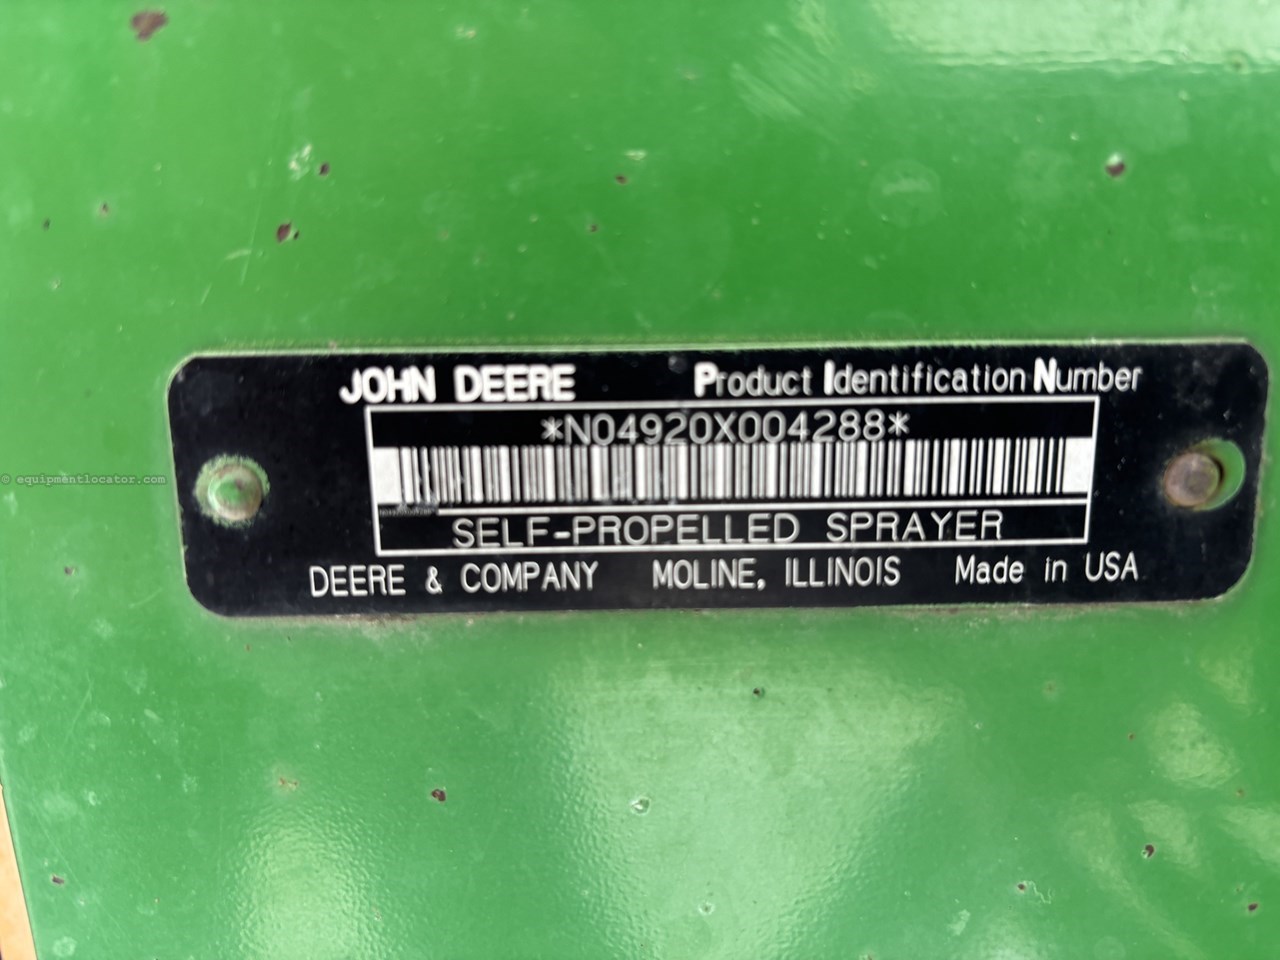 JOHN DEERE Product Identification Number
*N04920X004288*
SELF-PROPELLED SPRAYER
DEERE & COMPANY MOLINE, ILLINOIS Made in USA
© equipmentlocator.com